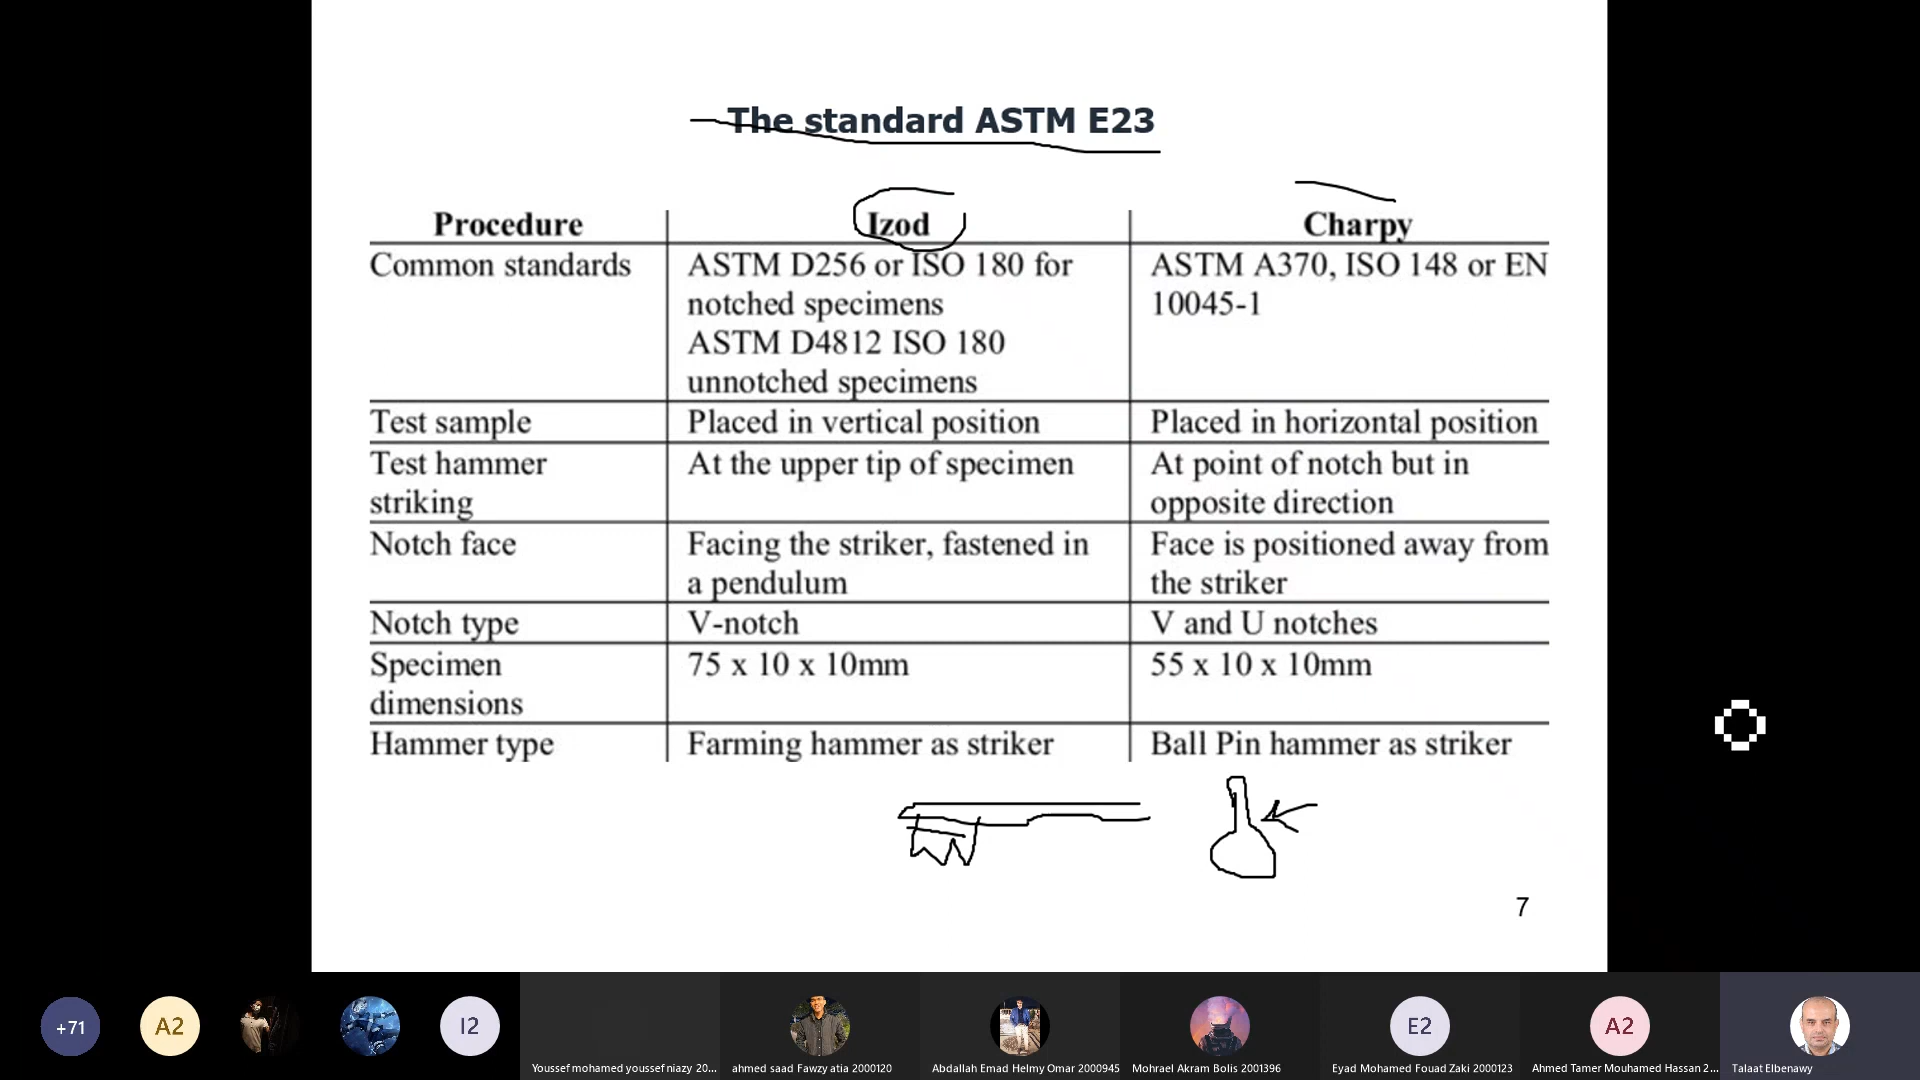 The standard ASTM E23
Procedure Izod Charpy
Common standards ASTM D256 or ISO 180 for ASTM A370, ISO 148 or EN
notched specimens 10045-1
ASTM D4812 ISO 180
unnotched specimens
Test sample Placed in vertical position Placed in horizontal position
Test hammer At the upper tip of specimen At point of notch but in
striking opposite direction
Notch face Facing the striker, fastened in Face is positioned away from
a pendulum the striker
Notch type V-notch V and U notches
Specimen 75 x 10 x 10mm 55 x 10 x 10mm
dimensions
Hammer type Farming hammer as striker Ball Pin hammer as striker
7
+71 A2 I2 E2 A2
Youssef mohamed youssef niazy 20... ahmed saad Fawzy atia 2000120 Abdallah Emad Helmy Omar 2000945 Mohrael Akram Bolis 2001396 Eyad Mohamed Fouad Zaki 2000123 Ahmed Tamer Mouhamed Hassan 2... Talaat Elbenawy